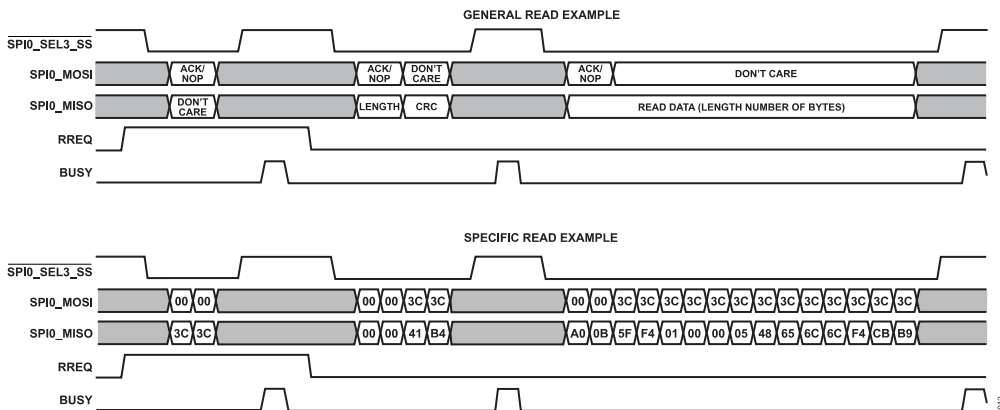 GENERAL READ EXAMPLE
SPI0_SEL3_SS
SPI0_MOSI ACK/NOP ACK/NOP DON'T CARE ACK/NOP DON'T CARE
SPI0_MISO DON'T CARE LENGTH CRC READ DATA (LENGTH NUMBER OF BYTES)
RREQ
BUSY
SPECIFIC READ EXAMPLE
SPI0_SEL3_SS
SPI0_MOSI 00 00 00 00 3C 3C 00 00 3C 3C 3C 3C 3C 3C 3C 3C 3C 3C 3C 3C 3C
SPI0_MISO 3C 3C 00 00 41 B4 A0 0B 5F F4 01 00 00 05 48 65 6C 6C F4 CB B9
RREQ
BUSY